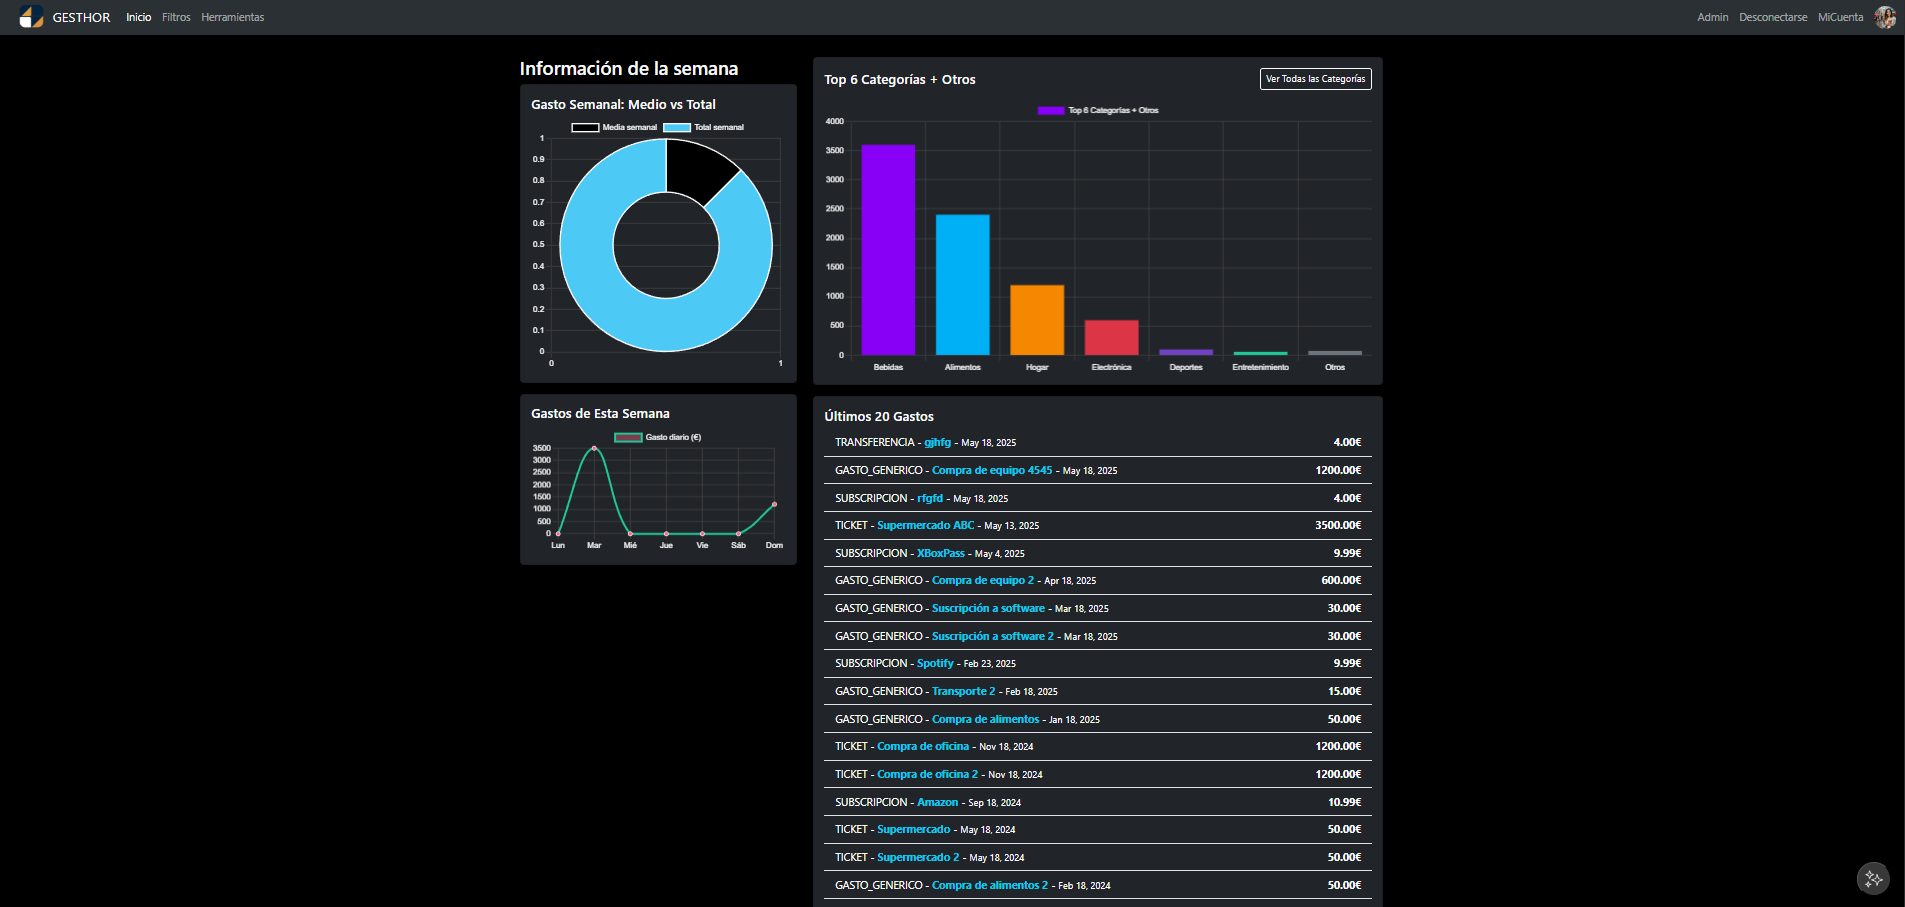 GESTHOR Inicio Filtros Herramientas Admin Desconectarse MiCuenta
Información de la semana
Gasto Semanal: Medio vs Total
Media semanal Total semanal
1
0.9
0.8
0.7
0.6
0.5
0.4
0.3
0.2
0.1
0
0 1
Gastos de Esta Semana
Gasto diario (€)
3500
3000
2500
2000
1500
1000
500
0
Lun Mar Mié Jue Vie Sáb Dom
Top 6 Categorías + Otros Ver Todas las Categorías
Top 6 Categorías + Otros
4000
3500
3000
2500
2000
1500
1000
500
0
Bebidas Alimentos Hogar Electrónica Deportes Entretenimiento Otros
Últimos 20 Gastos
TRANSFERENCIA - gjhfg - May 18, 2025 4.00€
GASTO_GENERICO - Compra de equipo 4545 - May 18, 2025 1200.00€
SUBSCRIPCION - rfgfd - May 18, 2025 4.00€
TICKET - Supermercado ABC - May 13, 2025 3500.00€
SUBSCRIPCION - XBoxPass - May 4, 2025 9.99€
GASTO_GENERICO - Compra de equipo 2 - Apr 18, 2025 600.00€
GASTO_GENERICO - Suscripción a software - Mar 18, 2025 30.00€
GASTO_GENERICO - Suscripción a software 2 - Mar 18, 2025 30.00€
SUBSCRIPCION - Spotify - Feb 23, 2025 9.99€
GASTO_GENERICO - Transporte 2 - Feb 18, 2025 15.00€
GASTO_GENERICO - Compra de alimentos - Jan 18, 2025 50.00€
TICKET - Compra de oficina - Nov 18, 2024 1200.00€
TICKET - Compra de oficina 2 - Nov 18, 2024 1200.00€
SUBSCRIPCION - Amazon - Sep 18, 2024 10.99€
TICKET - Supermercado - May 18, 2024 50.00€
TICKET - Supermercado 2 - May 18, 2024 50.00€
GASTO_GENERICO - Compra de alimentos 2 - Feb 18, 2024 50.00€